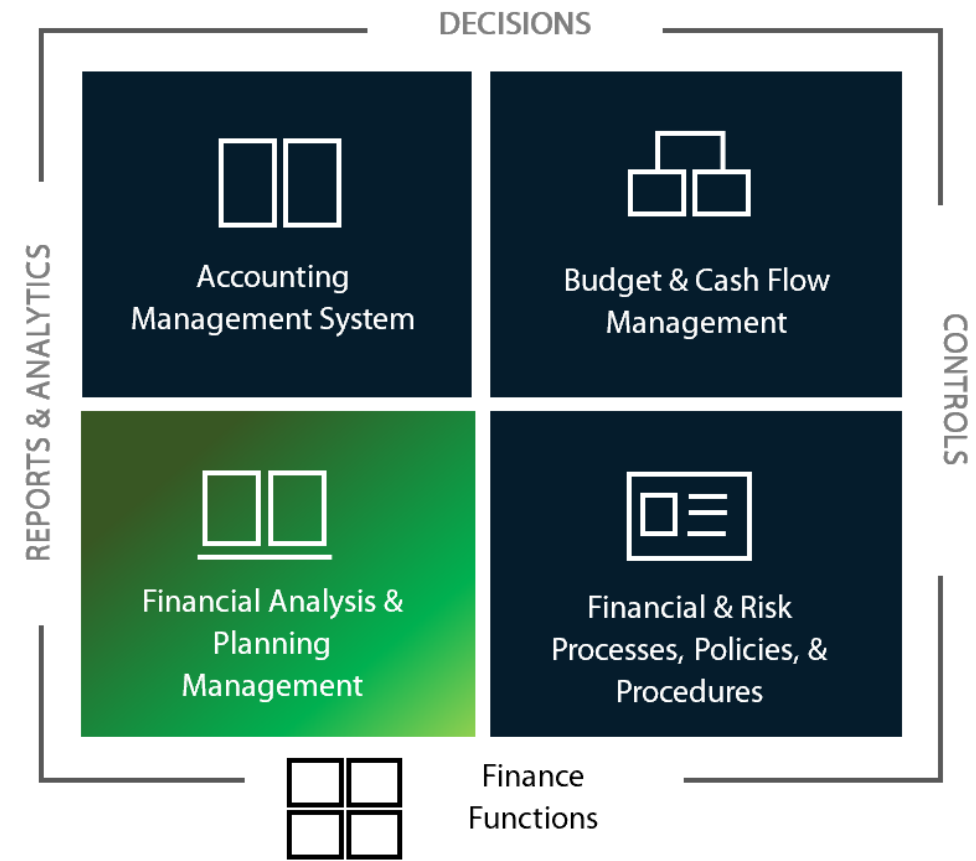 DECISIONS
Accounting
Management System
Budget & Cash Flow
Management
REPORTS & ANALYTICS
CONTROLS
Financial Analysis &
Planning
Management
Financial & Risk
Processes, Policies, &
Procedures
Finance
Functions